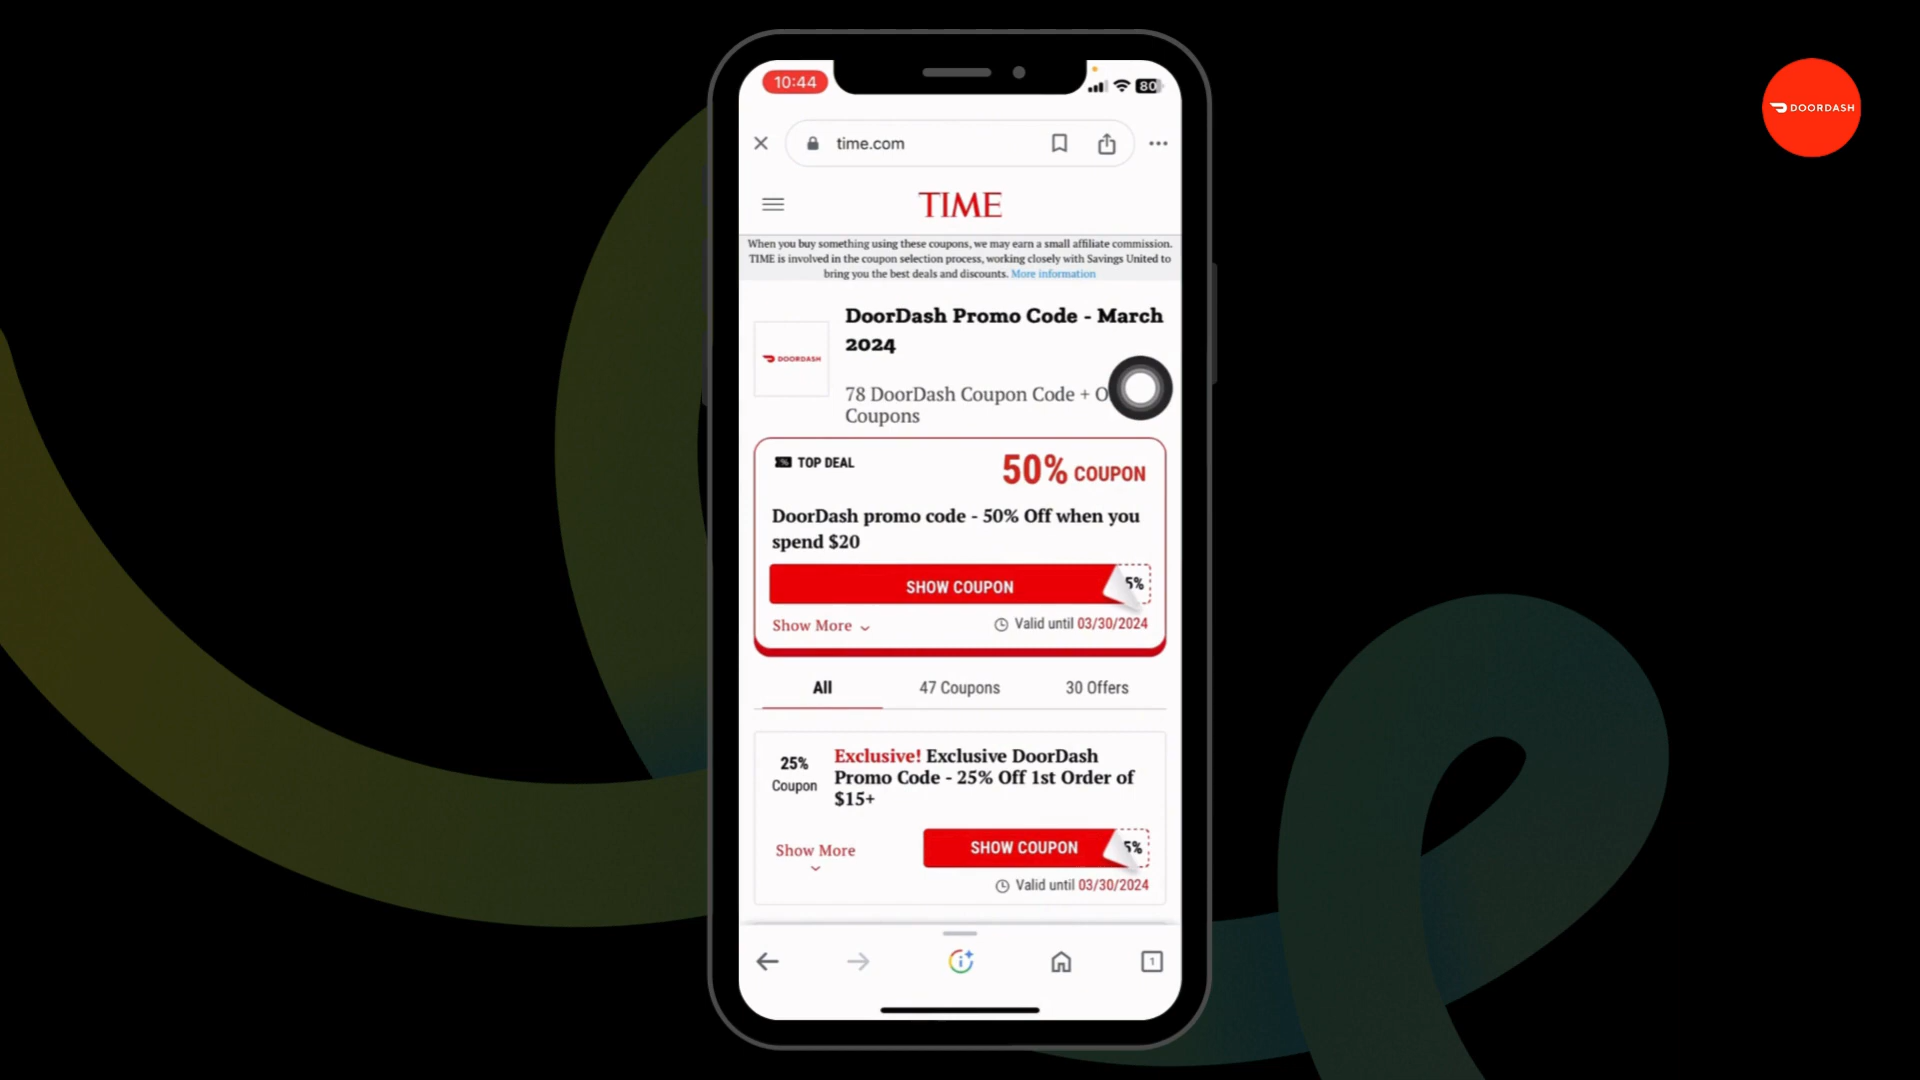 10:44
80
DOORDASH
time.com
TIME
When you buy something using these coupons, we may earn a small affiliate commission.
TIME is involved in the coupon selection process, working closely with Savings United to
bring you the best deals and discounts. More information
DoorDash Promo Code - March
2024
DOORDASH
78 DoorDash Coupon Code + O
Coupons
TOP DEAL
50% COUPON
DoorDash promo code - 50% Off when you
spend $20
SHOW COUPON
5%
Show More
Valid until 03/30/2024
All
47 Coupons
30 Offers
25%
Coupon
Exclusive! Exclusive DoorDash
Promo Code - 25% Off 1st Order of
$15+
Show More
SHOW COUPON
5%
Valid until 03/30/2024
1